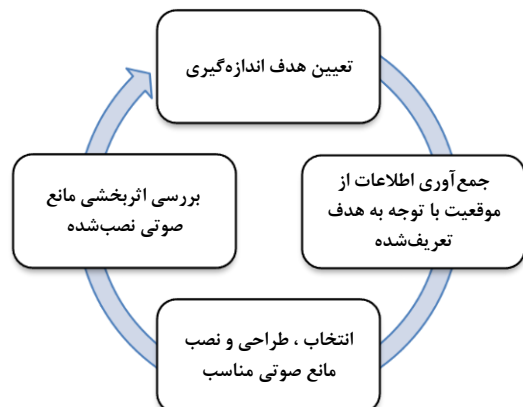 تعیین هدف اندازه‌گیری
جمع‌آوری اطلاعات از
موقعیت با توجه به هدف
تعریف‌شده
انتخاب ، طراحی و نصب
مانع صوتی مناسب
بررسی اثربخشی مانع
صوتی نصب‌شده